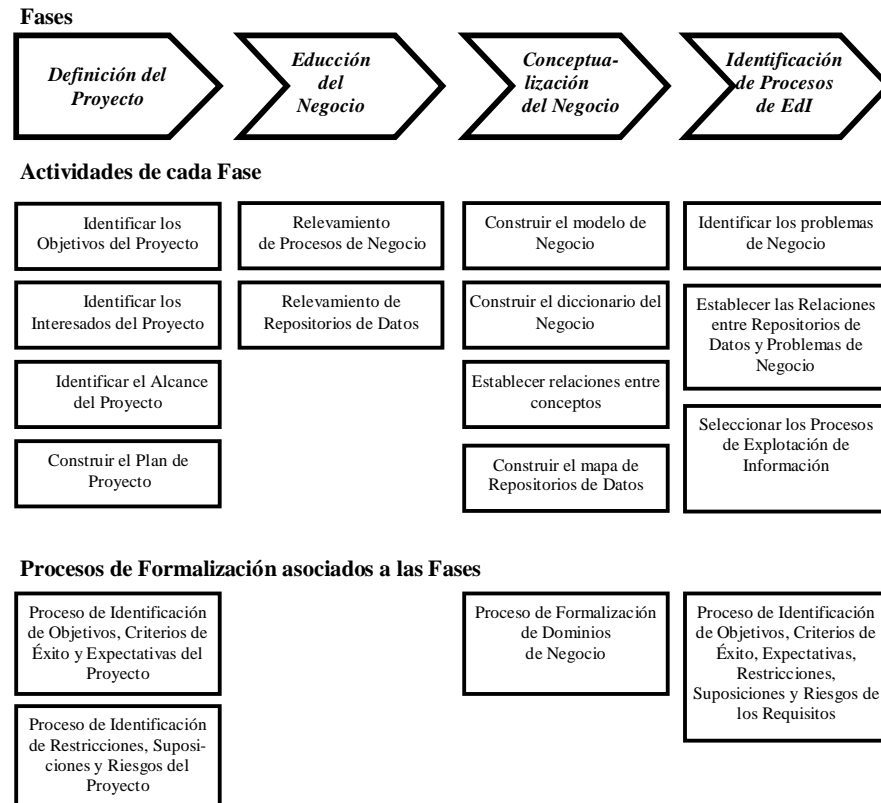 Fases
Definición del
Proyecto
Educción
del
Negocio
Conceptua-
lización
del Negocio
Identificación
de Procesos
de EdI
Actividades de cada Fase
Identificar los
Objetivos del Proyecto
Identificar los
Interesados del Proyecto
Identificar el Alcance
del Proyecto
Construir el Plan de
Proyecto
Relevamiento
de Procesos de Negocio
Relevamiento de
Repositorios de Datos
Construir el modelo de
Negocio
Construir el diccionario del
Negocio
Establecer relaciones entre
conceptos
Construir el mapa de
Repositorios de Datos
Identificar los problemas
de Negocio
Establecer las Relaciones
entre Repositorios de
Datos y Problemas de
Negocio
Seleccionar los Procesos
de Explotación de
Información
Procesos de Formalización asociados a las Fases
Proceso de Identificación
de Objetivos, Criterios de
Éxito y Expectativas del
Proyecto
Proceso de Identificación
de Restricciones, Suposi-
ciones y Riesgos del
Proyecto
Proceso de Formalización
de Dominios
de Negocio
Proceso de Identificación
de Objetivos, Criterios de
Éxito, Expectativas,
Restricciones,
Suposiciones y Riesgos de
los Requisitos